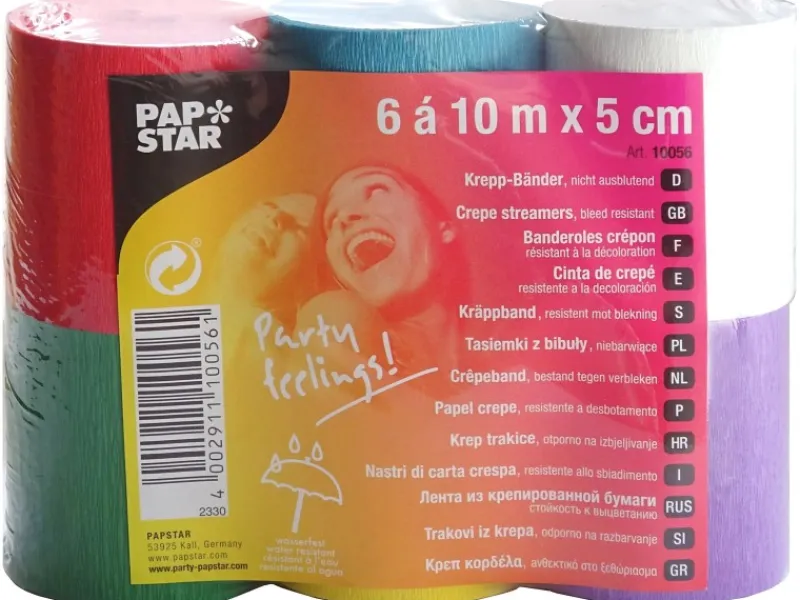 PAP*
STAR
6 á 10 m x 5 cm
Art. 10056
Krepp-Bänder, nicht ausblutend D
Crepe streamers, bleed resistant GB
Banderoles crépon F
résistant à la décoloration
Cinta de crepé E
resistente a la decoloración
Kräppband, resistent mot blekning S
Tasiemki z bibuły, niebarwiące PL
Crêpeband, bestand tegen verbleken NL
Papel crepe, resistente a desbotamento P
Krep trakice, otporno na izbjeljivanje HR
Nastri di carta crespa, resistente allo sbiadimento I
Лента из крепированной бумаги RUS
стойкость к выцветанию
Trakovi iz krepa, odporno na razbarvanje SI
Κρεπ κορδέλα, ανθεκτικό στο ξεθώριασμα GR
Party
feelings!
4 002911 100561
2330
wasserfest
water resistant
résistant à l'eau
resistente al agua
PAPSTAR
53925 Kall, Germany
www.papstar.com
www.party-papstar.com